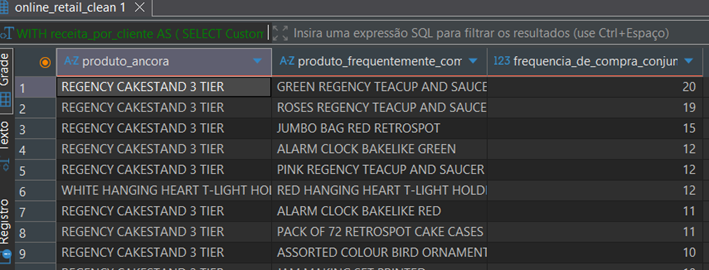 online_retail_clean 1
WITH receita_por_cliente AS ( SELECT Custom Insira uma expressão SQL para filtrar os resultados (use Ctrl+Espaço)
Grade
Texto
Registro
A-Z produto_ancora A-Z produto_frequentemente_com 123 frequencia_de_compra_conjun
1 REGENCY CAKESTAND 3 TIER GREEN REGENCY TEACUP AND SAUCE 20
2 REGENCY CAKESTAND 3 TIER ROSES REGENCY TEACUP AND SAUCE 19
3 REGENCY CAKESTAND 3 TIER JUMBO BAG RED RETROSPOT 15
4 REGENCY CAKESTAND 3 TIER ALARM CLOCK BAKELIKE GREEN 12
5 REGENCY CAKESTAND 3 TIER PINK REGENCY TEACUP AND SAUCER 12
6 WHITE HANGING HEART T-LIGHT HOL RED HANGING HEART T-LIGHT HOLD 12
7 REGENCY CAKESTAND 3 TIER ALARM CLOCK BAKELIKE RED 11
8 REGENCY CAKESTAND 3 TIER PACK OF 72 RETROSPOT CAKE CASES 11
9 REGENCY CAKESTAND 3 TIER ASSORTED COLOUR BIRD ORNAMENT 10